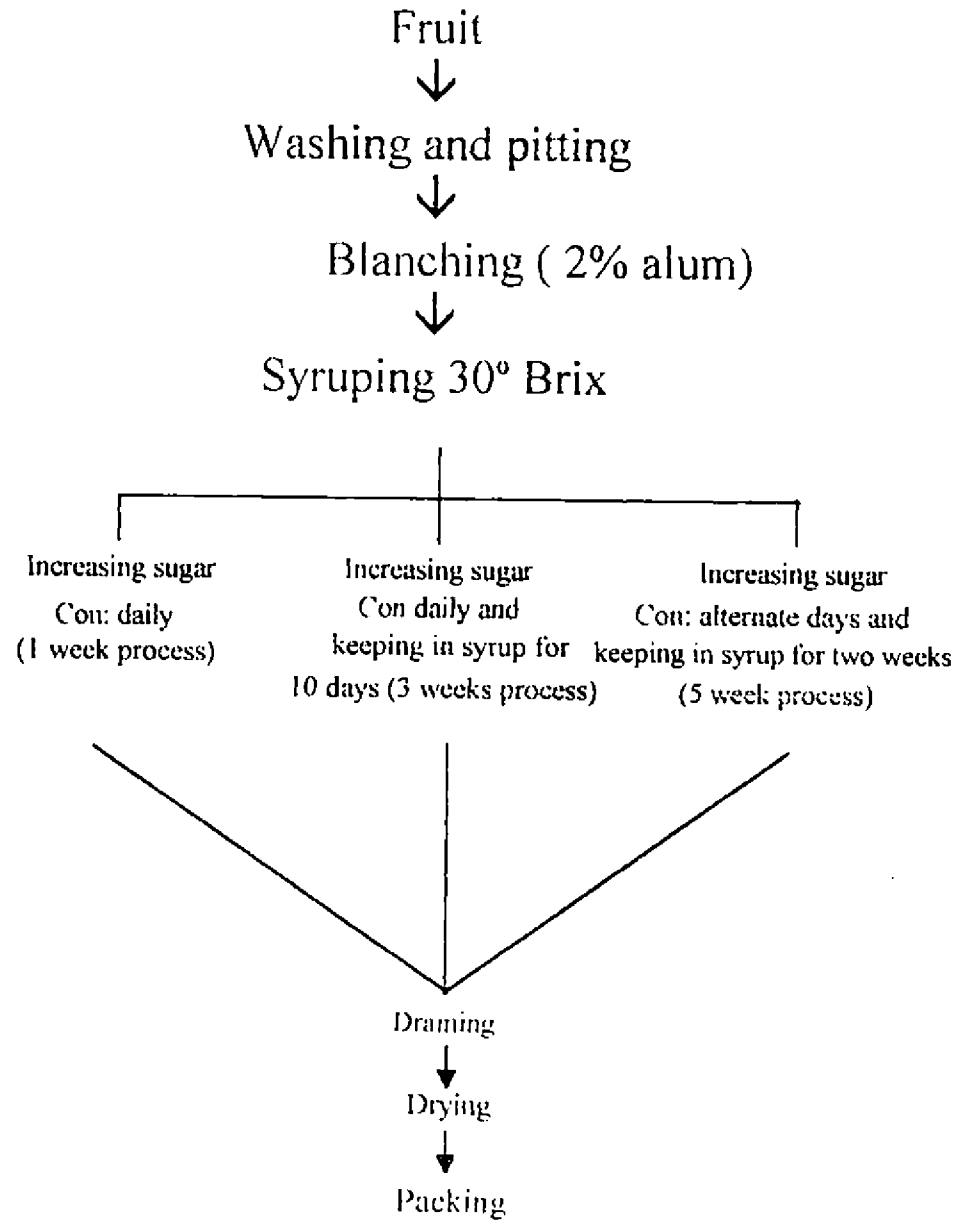 Fruit
Washing and pitting
Blanching ( 2% alum)
Syruping 30º Brix
Increasing sugar
Con: daily
(1 week process)
Increasing sugar
Con daily and
keeping in syrup for
10 days (3 weeks process)
Increasing sugar
Con: alternate days and
keeping in syrup for two weeks
(5 week process)
Draining
Drying
Packing